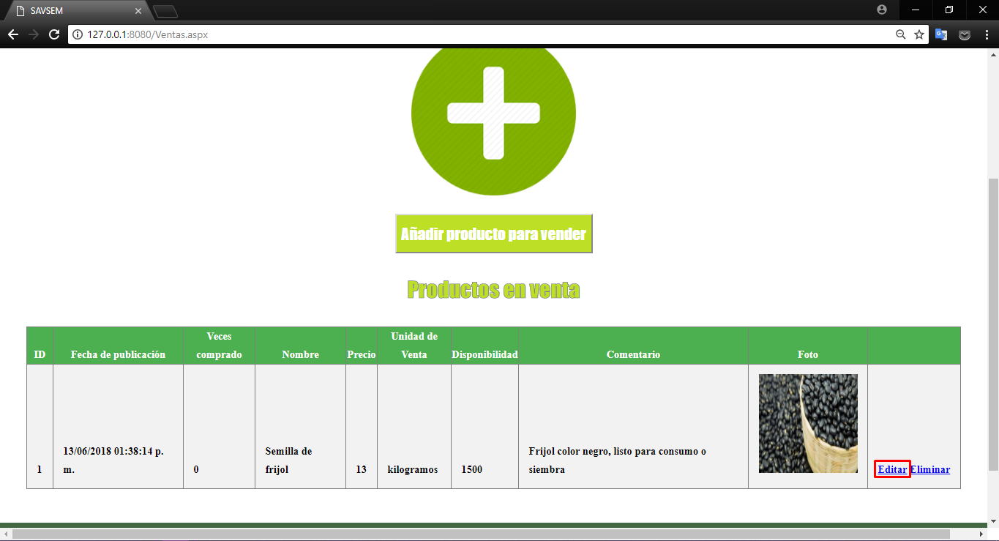 SAVSEM
127.0.0.1:8080/Ventas.aspx
Añadir producto para vender
Productos en venta
ID
Fecha de publicación
Veces
comprado
Nombre
Precio
Unidad de
Venta
Disponibilidad
Comentario
Foto
1
13/06/2018 01:38:14 p.
m.
0
Semilla de
frijol
13
kilogramos
1500
Frijol color negro, listo para consumo o
siembra
Editar Eliminar